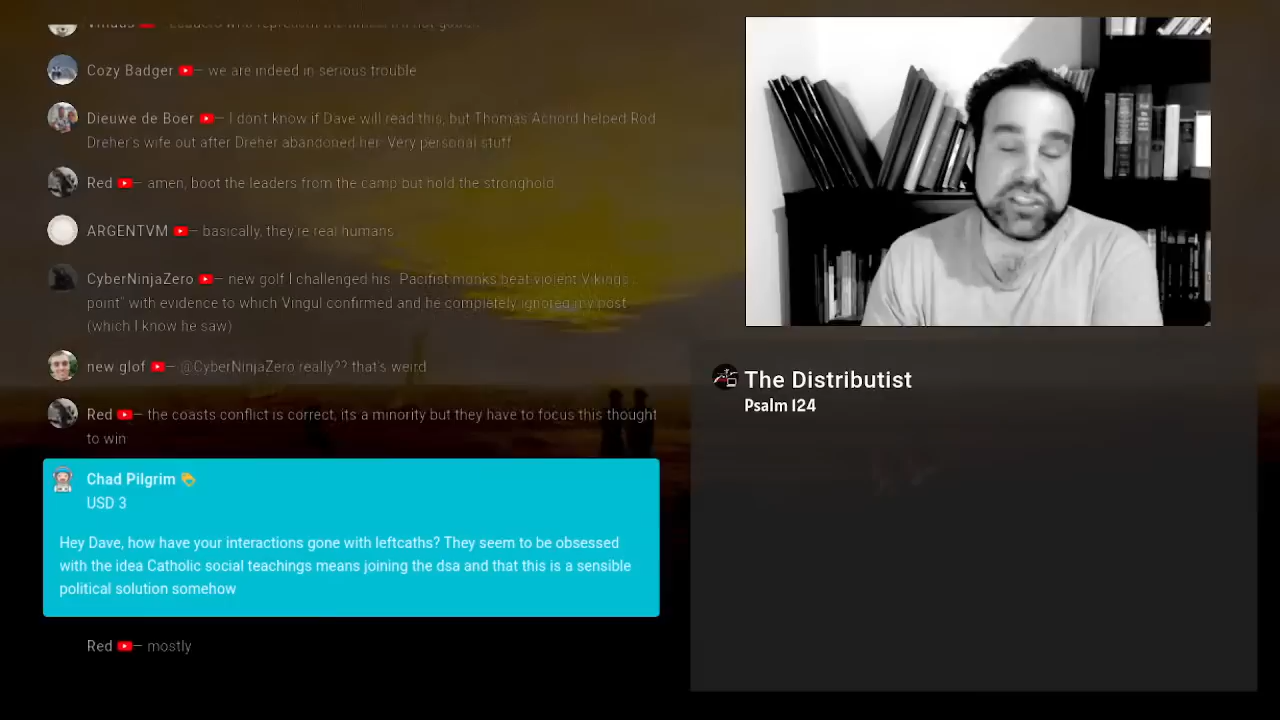 Cozy Badger — we are indeed in serious trouble
Dieuwe de Boer — I dont know if Dave will read this, but Thomas Achord helped Rod
Dreher's wife out after Dreher abandoned her. Very personal stuff
Red — amen, boot the leaders from the camp but hold the stronghold
ARGENTVM — basically, they're real humans
CyberNinjaZero — new golf I challenged his "Pacifist monks beat violent Vikings
point" with evidence to which Vingul confirmed and he completely ignored my post
(which I know he saw)
new glof — @CyberNinjaZero really?? that's weird
Red — the coasts conflict is correct, its a minority but they have to focus this thought
to win
Chad Pilgrim
USD 3
Hey Dave, how have your interactions gone with leftcaths? They seem to be obsessed
with the idea Catholic social teachings means joining the dsa and that this is a sensible
political solution somehow
Red — mostly
The Distributist
Psalm 124